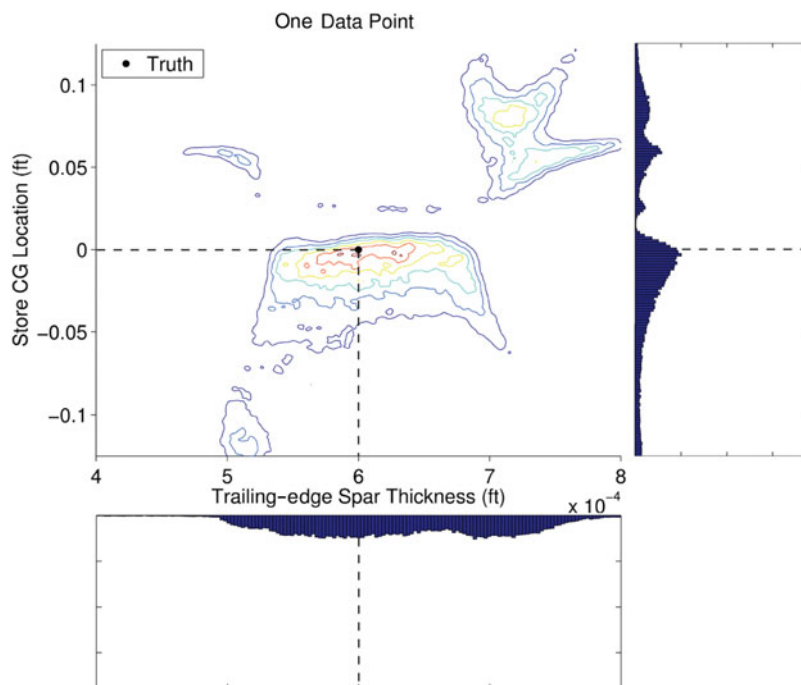 One Data Point
Truth
Store CG Location (ft)
0.1
0.05
0
-0.05
-0.1
4 5 6 7 8
Trailing-edge Spar Thickness (ft)
x 10^-4